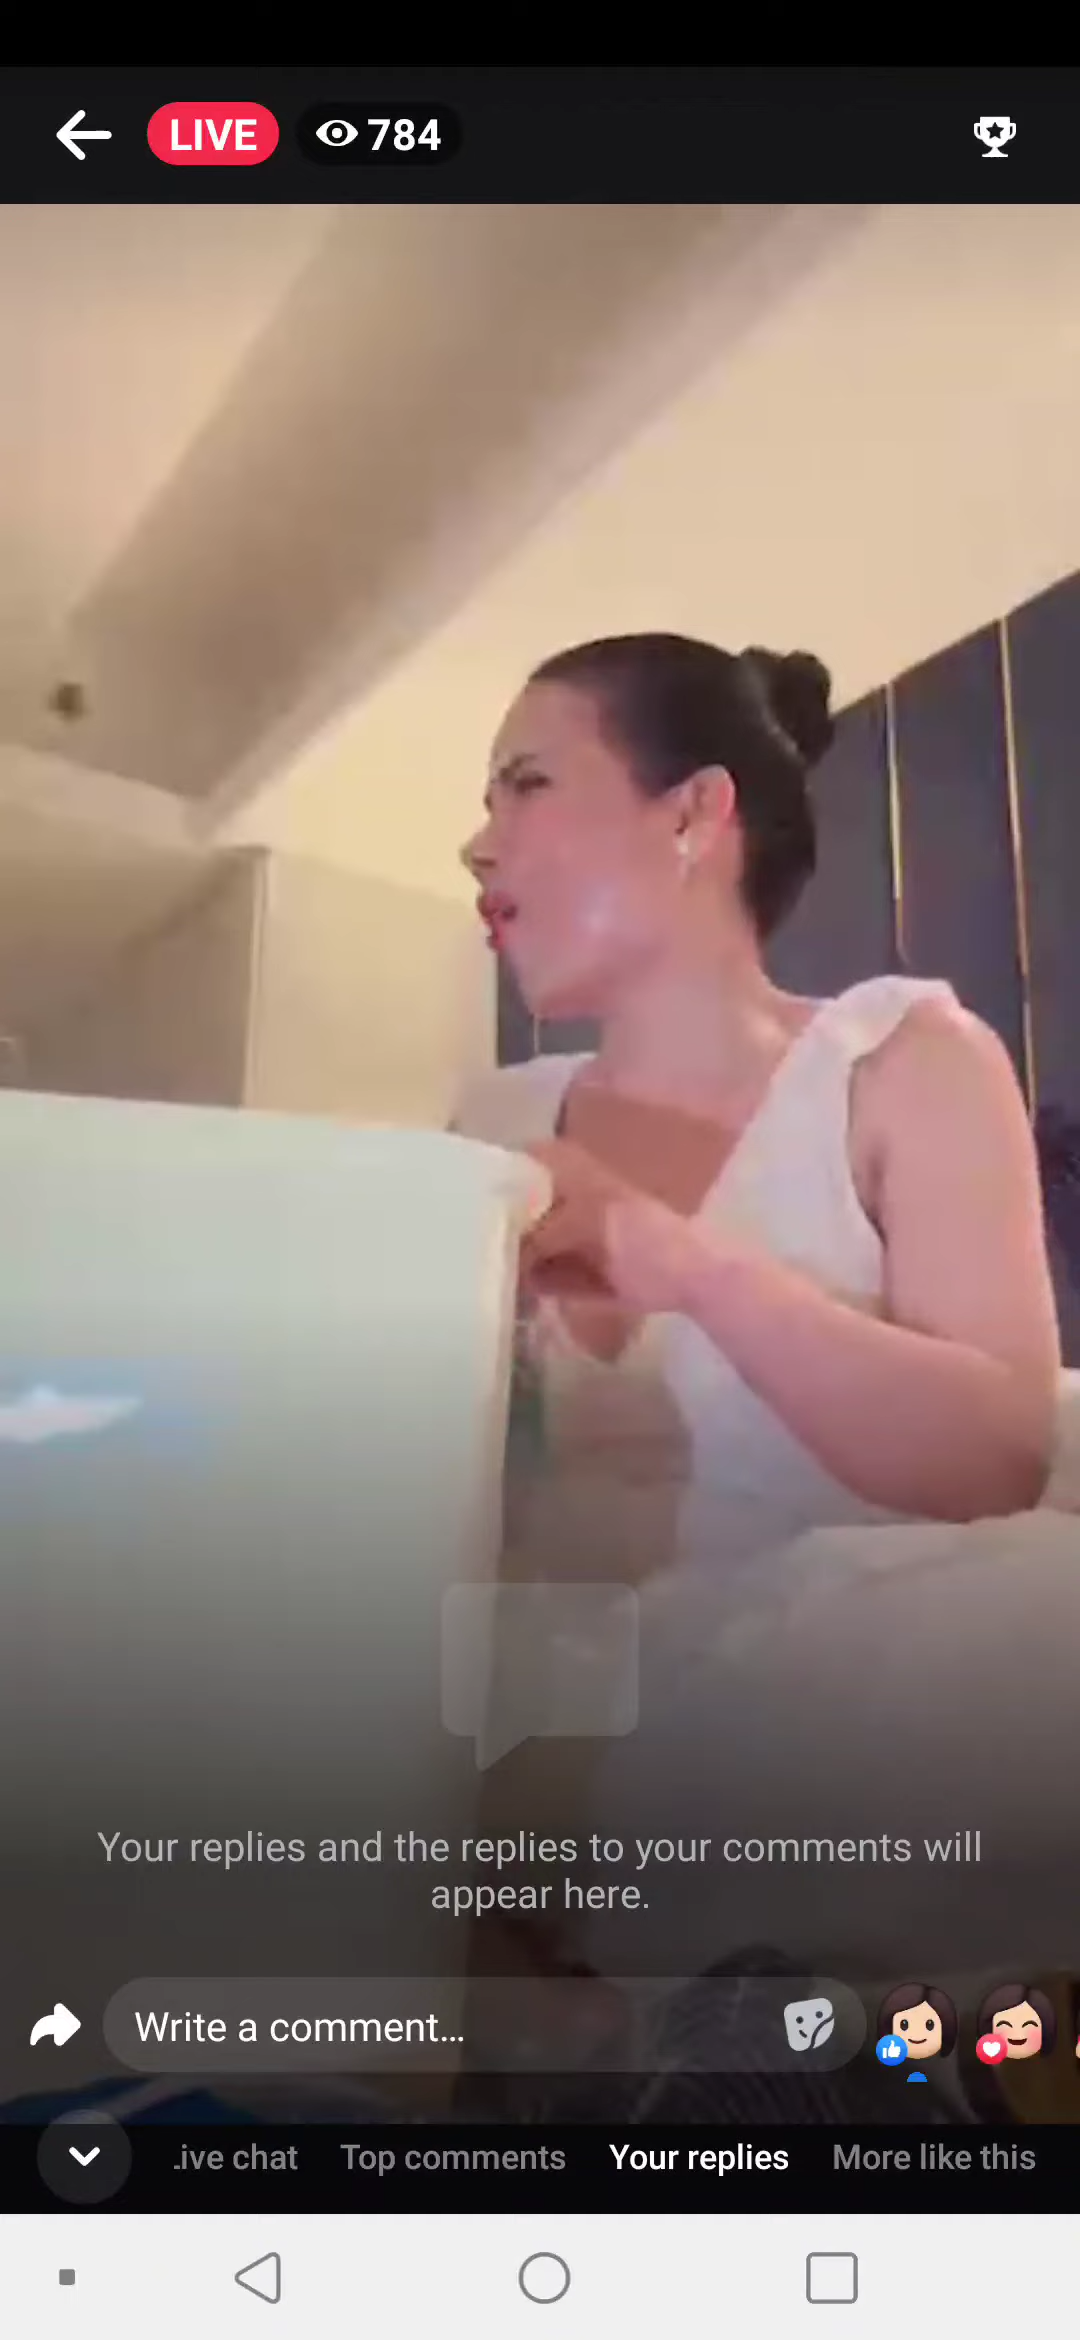 LIVE 784
Your replies and the replies to your comments will
appear here.
Write a comment...
ive chat Top comments Your replies More like this